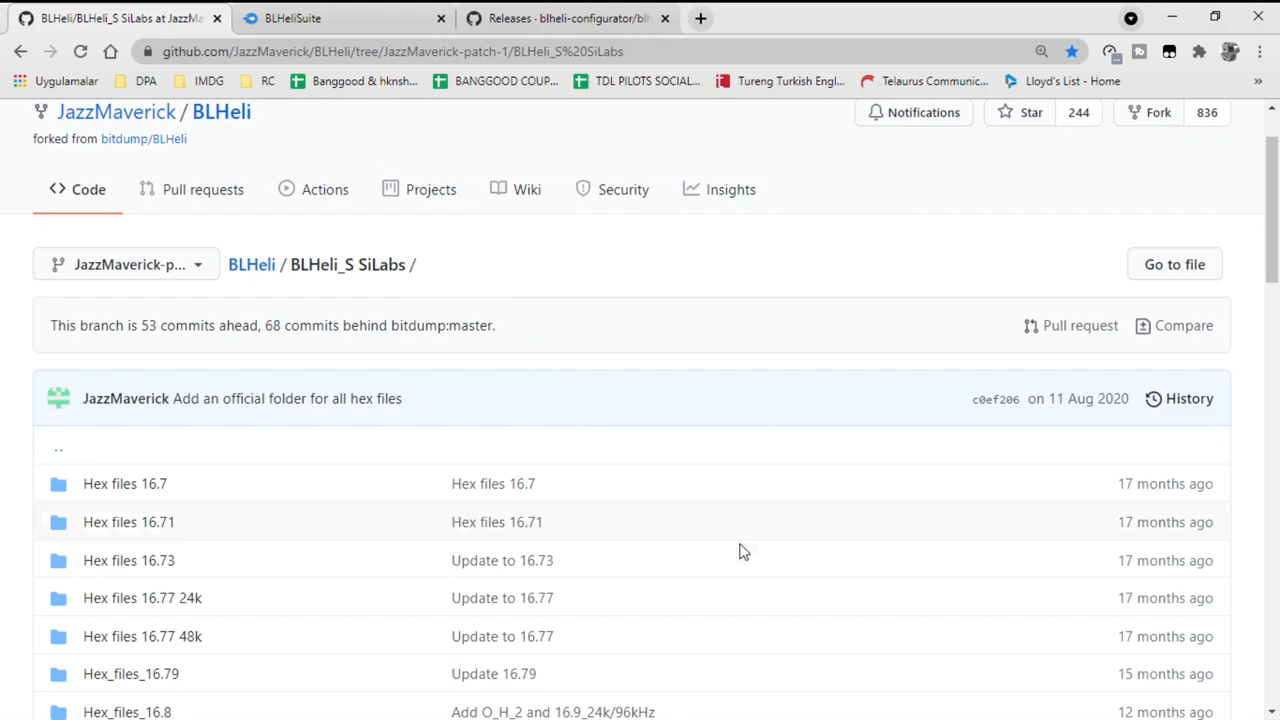 BLHeli/BLHeli_S SiLabs at JazzMa
BLHeliSuite
Releases · blheli-configurator/blh
github.com/JazzMaverick/BLHeli/tree/JazzMaverick-patch-1/BLHeli_S%20SiLabs
Uygulamalar
DPA
IMDG
RC
Banggood & hknsh...
BANGGOOD COUP...
TDL PILOTS SOCIAL...
Tureng Turkish Engl...
Telaurus Communic...
Lloyd's List - Home
»
JazzMaverick / BLHeli
Notifications
Star 244
Fork 836
forked from bitdump/BLHeli
Code
Pull requests
Actions
Projects
Wiki
Security
Insights
JazzMaverick-p...
BLHeli / BLHeli_S SiLabs /
Go to file
This branch is 53 commits ahead, 68 commits behind bitdump:master.
Pull request
Compare
JazzMaverick Add an official folder for all hex files
c0ef206 on 11 Aug 2020
History
..
Hex files 16.7 Hex files 16.7 17 months ago
Hex files 16.71 Hex files 16.71 17 months ago
Hex files 16.73 Update to 16.73 17 months ago
Hex files 16.77 24k Update to 16.77 17 months ago
Hex files 16.77 48k Update to 16.77 17 months ago
Hex_files_16.79 Update 16.79 15 months ago
Hex_files_16.8 Add O_H_2 and 16.9_24k/96kHz 12 months ago